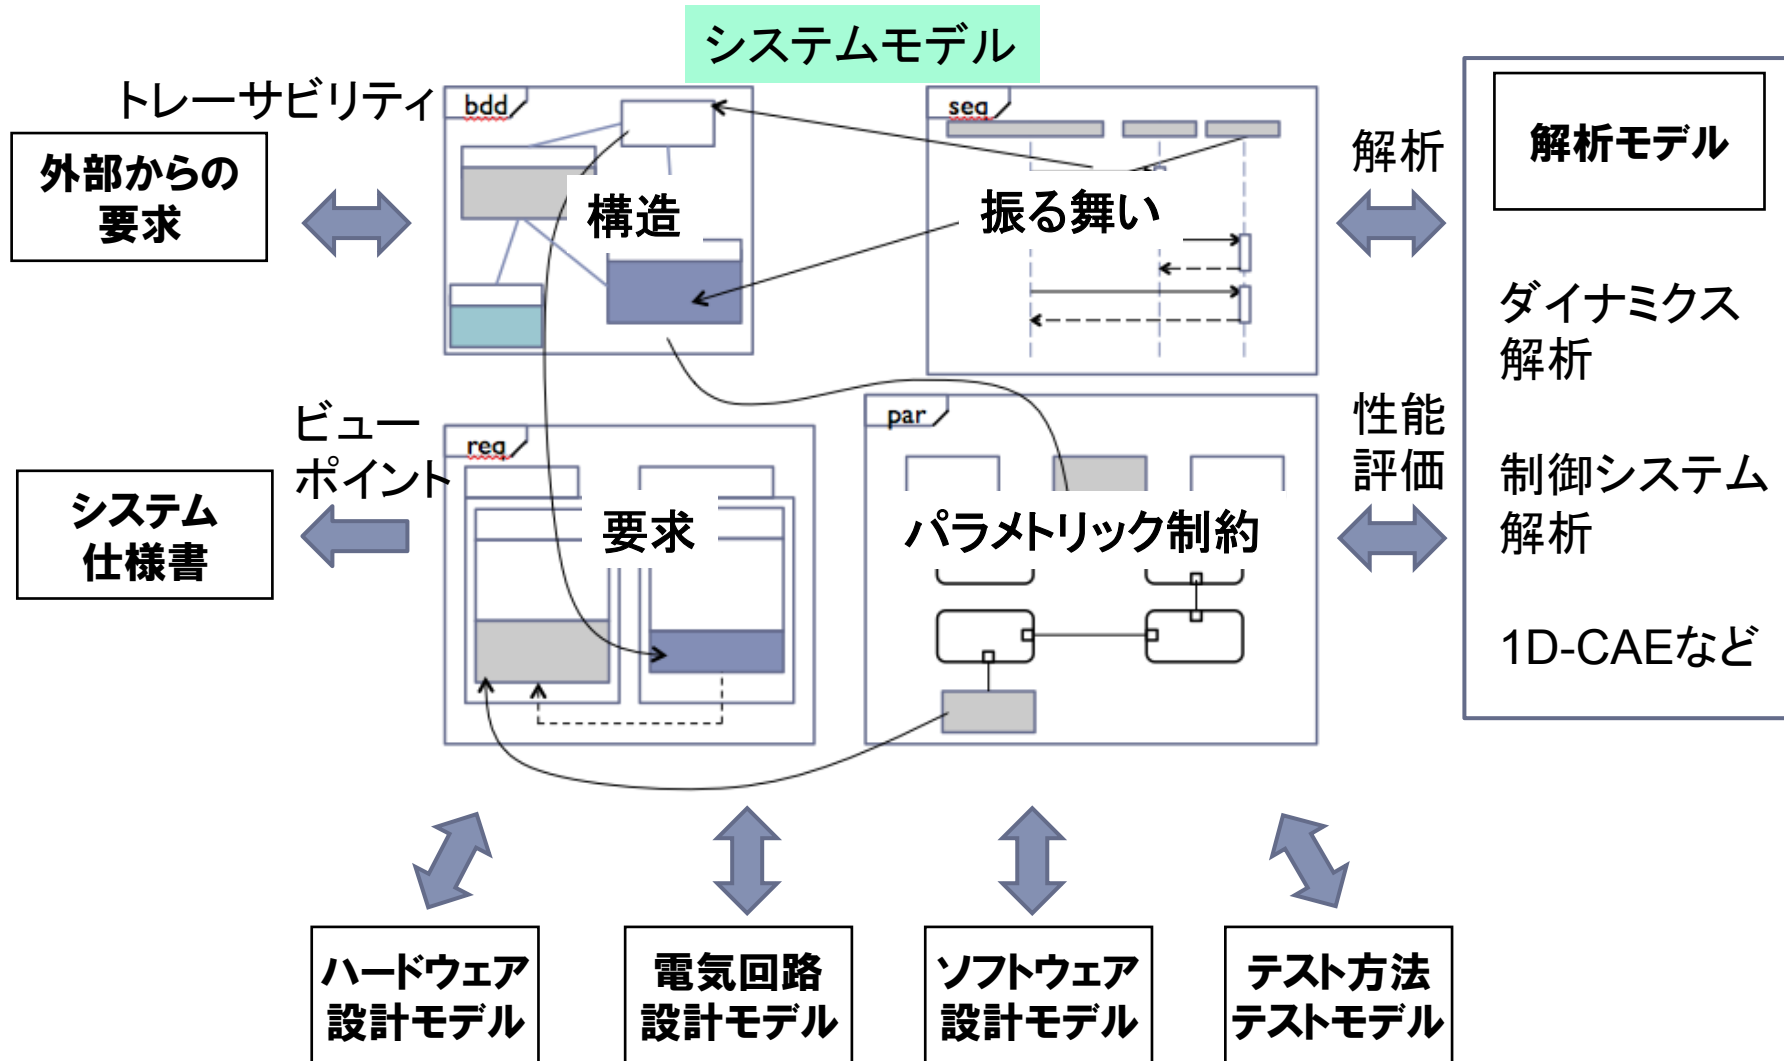 システムモデル
トレーサビリティ
外部からの
要求
bdd
構造
seq
振る舞い
解析
解析モデル
ダイナミクス
解析
制御システム
解析
1D-CAEなど
ビュー
ポイント
システム
仕様書
req
要求
par
パラメトリック制約
性能
評価
ハードウェア
設計モデル
電気回路
設計モデル
ソフトウェア
設計モデル
テスト方法
テストモデル